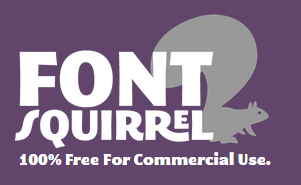 FONT
SQUIRREL
100% Free For Commercial Use.